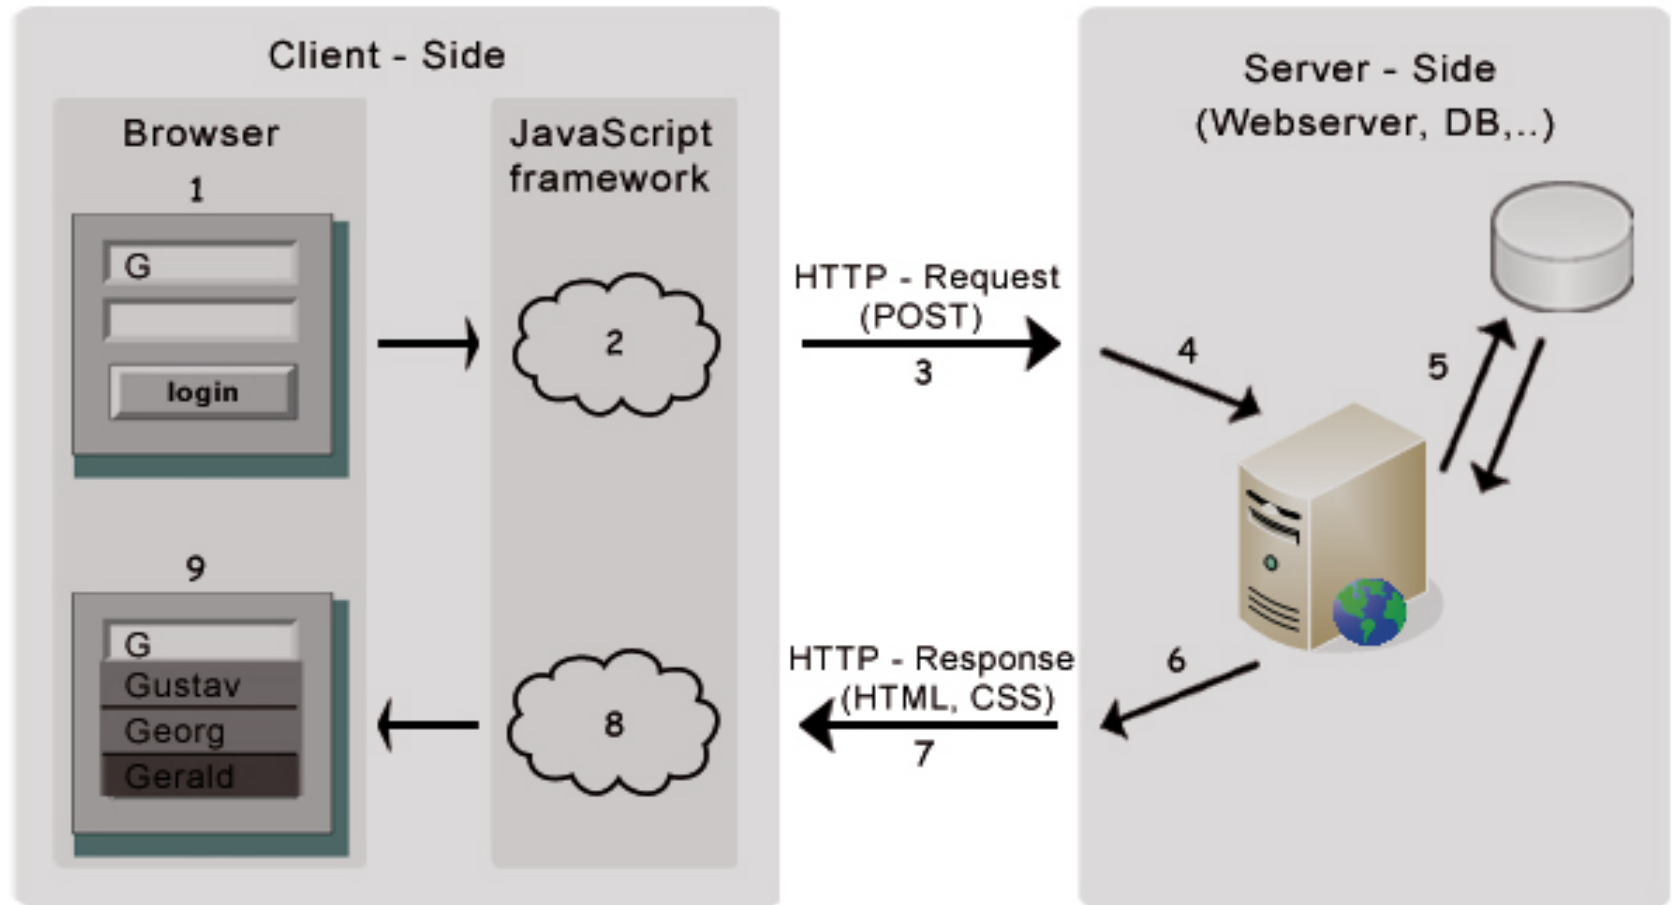 Client - Side
Browser
1
G
login
JavaScript
framework
2
HTTP - Request
(POST)
3
Server - Side
(Webserver, DB,..)
4
5
6
HTTP - Response
(HTML, CSS)
7
8
9
G
Gustav
Georg
Gerald